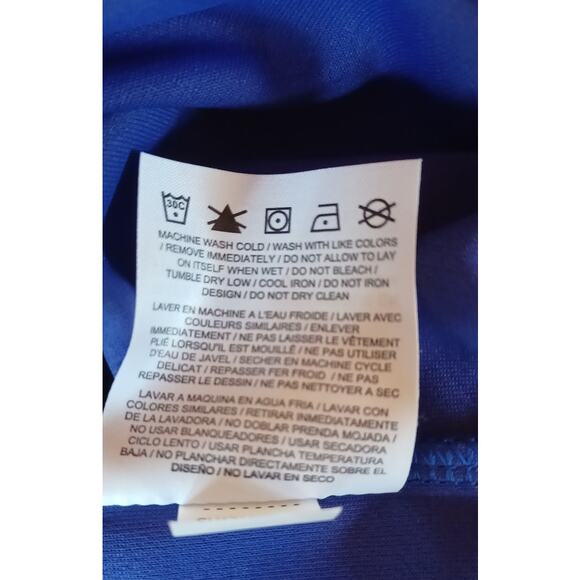 30C
MACHINE WASH COLD / WASH WITH LIKE COLORS
/ REMOVE IMMEDIATELY / DO NOT ALLOW TO LAY
ON ITSELF WHEN WET / DO NOT BLEACH /
TUMBLE DRY LOW / COOL IRON / DO NOT IRON
DESIGN / DO NOT DRY CLEAN
LAVER EN MACHINE A L'EAU FROIDE / LAVER AVEC
COULEURS SIMILAIRES / ENLEVER
IMMEDIATEMENT / NE PAS LAISSER LE VÊTEMENT
PLIÉ LORSQU'IL EST MOUILLÉ / NE PAS UTILISER
D'EAU DE JAVEL / SECHER EN MACHINE CYCLE
DELICAT / REPASSER FER FROID / NE PAS
REPASSER LE DESSIN / NE PAS NETTOYER A SEC
LAVAR A MAQUINA EN AGUA FRIA / LAVAR CON
COLORES SIMILARES / RETIRAR INMEDIATAMENTE
DE LA LAVADORA / NO DOBLAR PRENDA MOJADA /
NO USAR BLANQUEADORES / USAR SECADORA
CICLO LENTO / USAR PLANCHA TEMPERATURA
BAJA / NO PLANCHAR DIRECTAMENTE SOBRE EL
DISEÑO / NO LAVAR EN SECO